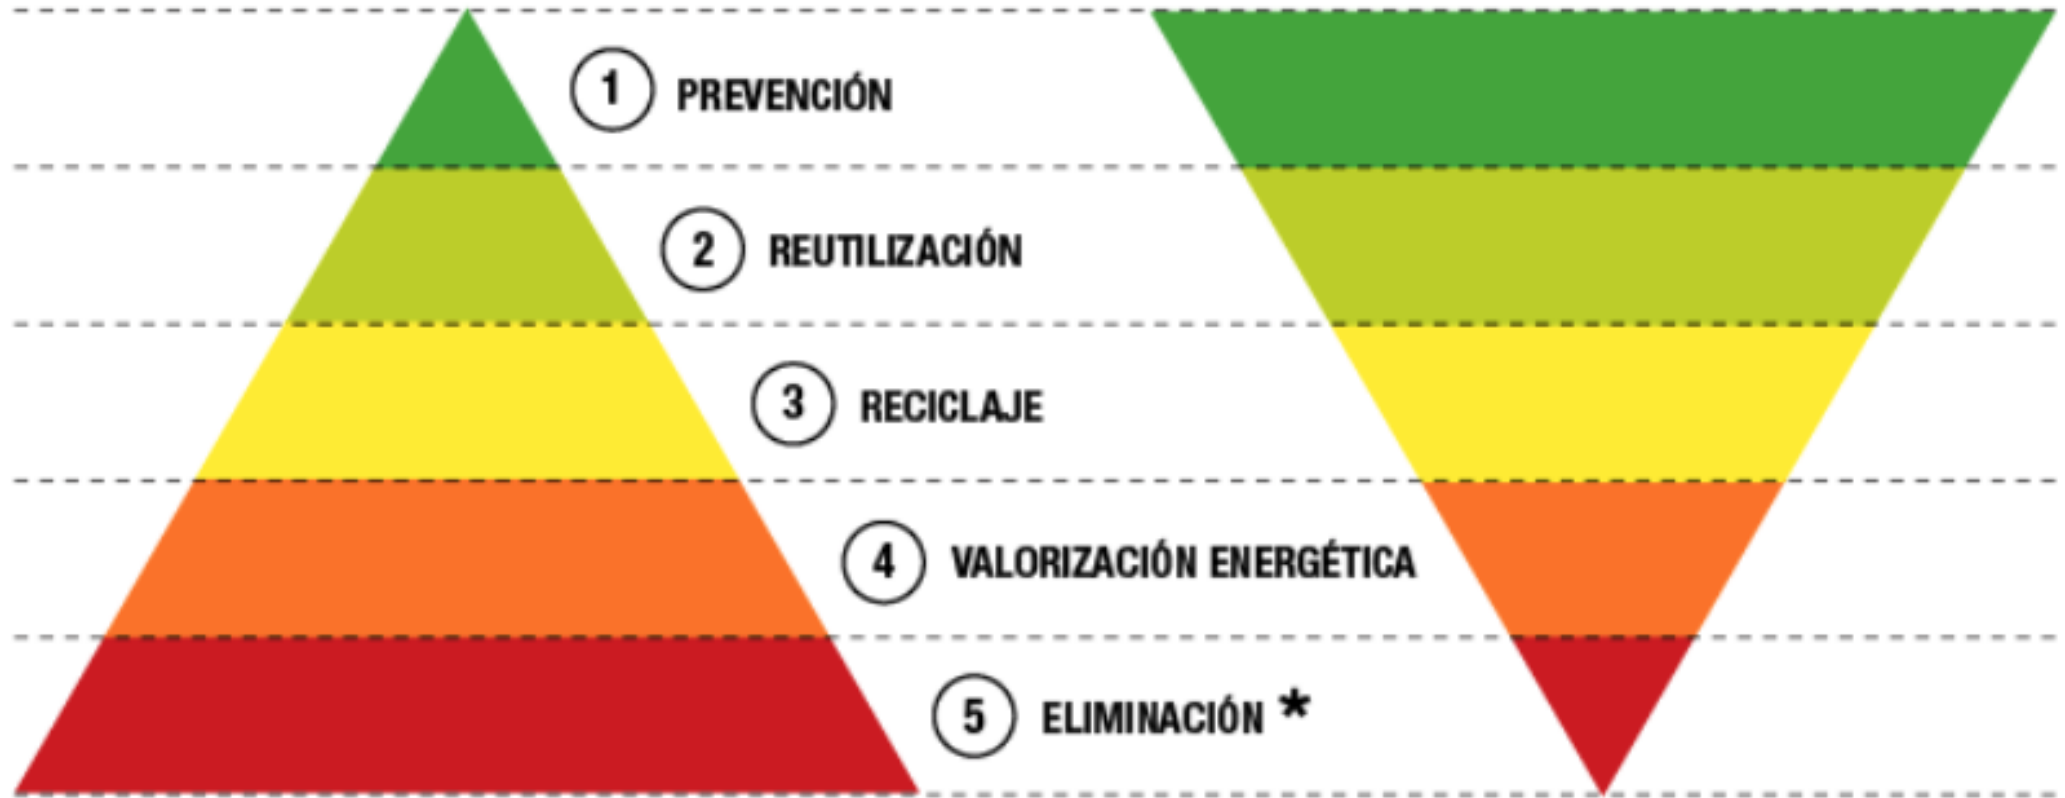 1 PREVENCIÓN
2 REUTILIZACIÓN
3 RECICLAJE
4 VALORIZACIÓN ENERGÉTICA
5 ELIMINACIÓN *